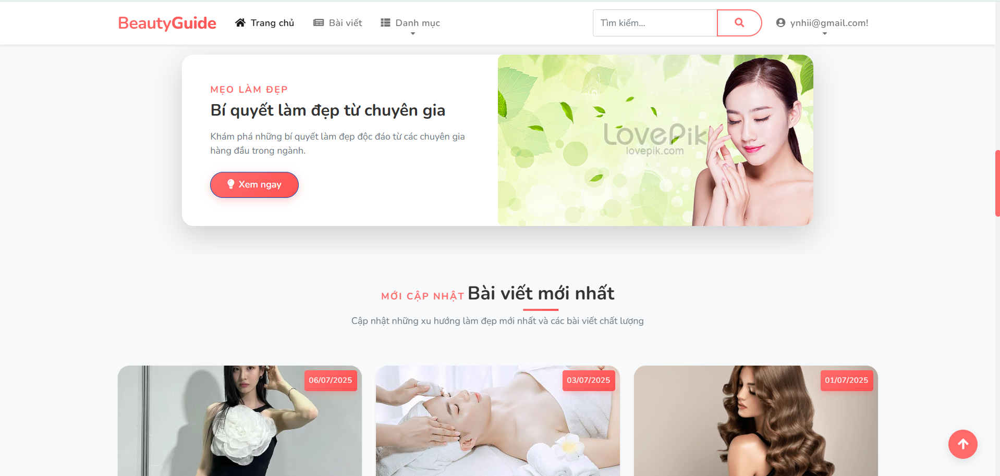 BeautyGuide
Trang chủ
Bài viết
Danh mục
Tìm kiếm...
ynhii@gmail.com!
MẸO LÀM ĐẸP
Bí quyết làm đẹp từ chuyên gia
Khám phá những bí quyết làm đẹp độc đáo từ các chuyên gia
hàng đầu trong ngành.
Xem ngay
LovePik
lovepik.com
MỚI CẬP NHẬT Bài viết mới nhất
Cập nhật những xu hướng làm đẹp mới nhất và các bài viết chất lượng
06/07/2025
03/07/2025
01/07/2025